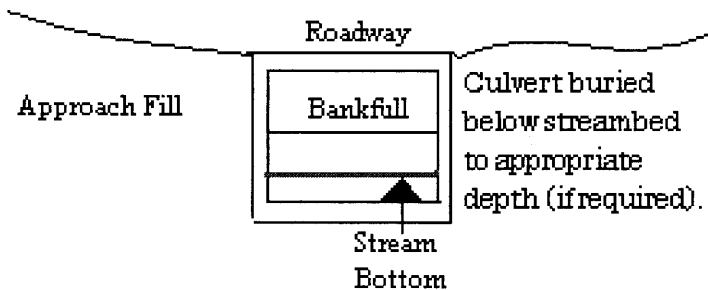 Roadway
Approach Fill
Bankfull
Culvert buried
below streambed
to appropriate
depth (if required).
Stream
Bottom